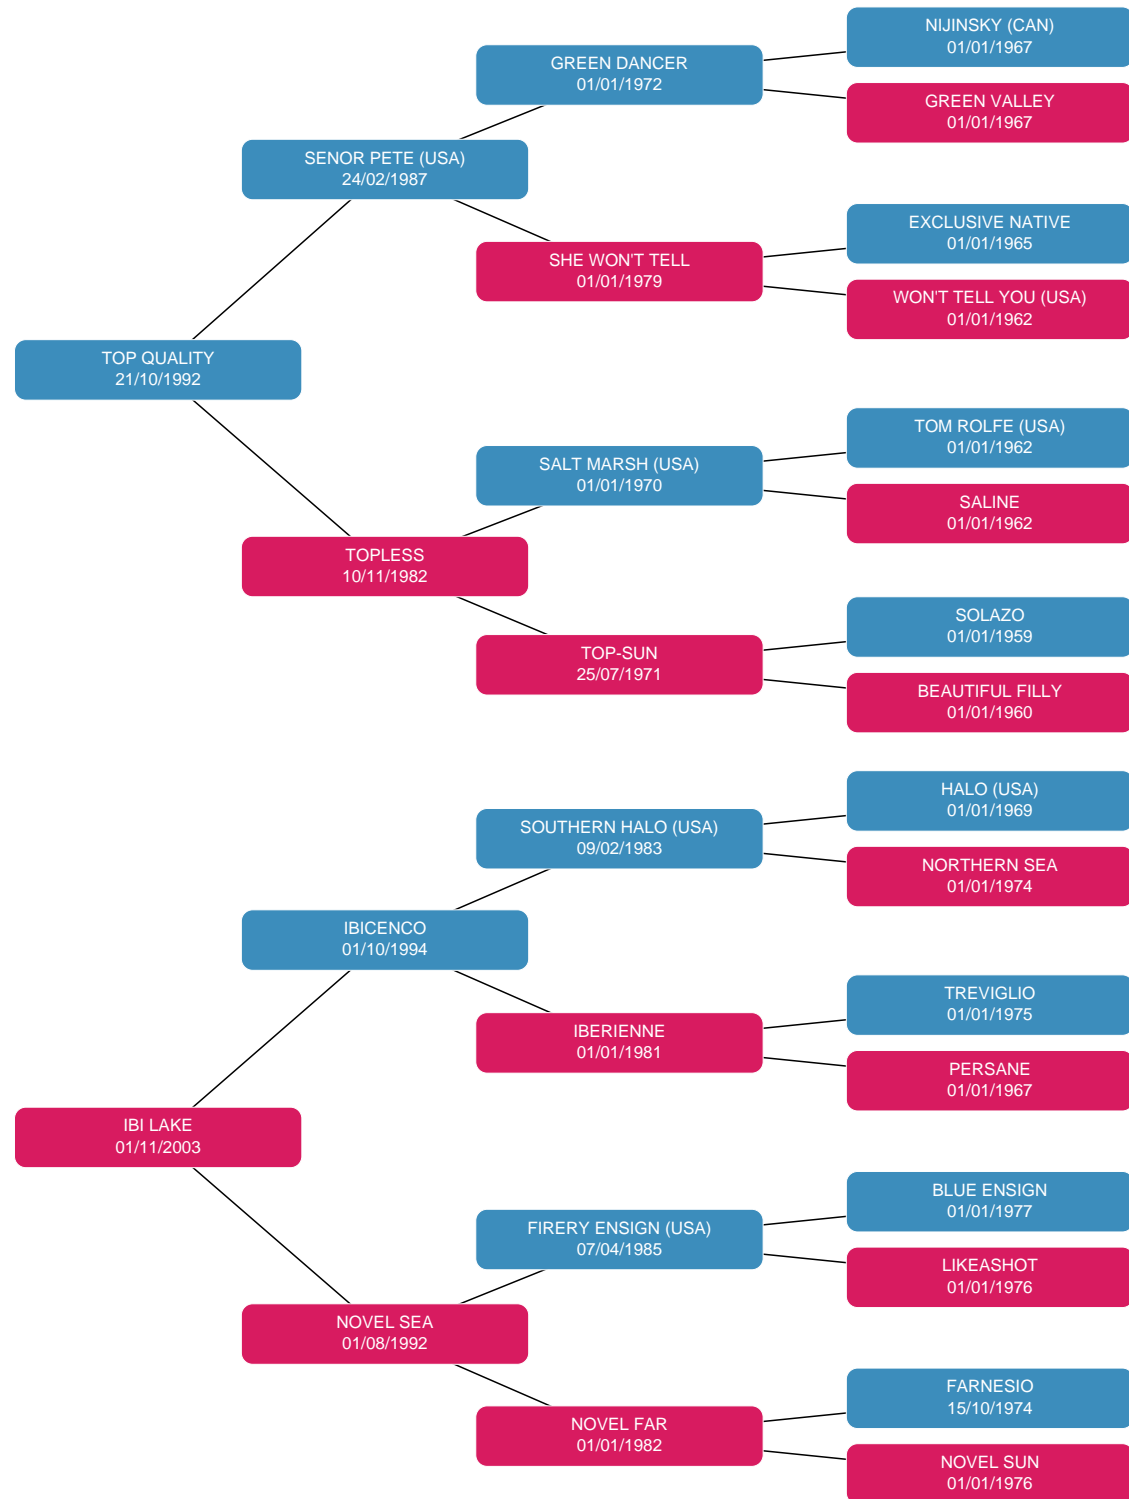 NIJINSKY (CAN)
01/01/1967
GREEN DANCER
01/01/1972
GREEN VALLEY
01/01/1967
SENOR PETE (USA)
24/02/1987
EXCLUSIVE NATIVE
01/01/1965
SHE WON'T TELL
01/01/1979
WON'T TELL YOU (USA)
01/01/1962
TOP QUALITY
21/10/1992
TOM ROLFE (USA)
01/01/1962
SALT MARSH (USA)
01/01/1970
SALINE
01/01/1962
TOPLESS
10/11/1982
SOLAZO
01/01/1959
TOP-SUN
25/07/1971
BEAUTIFUL FILLY
01/01/1960
HALO (USA)
01/01/1969
SOUTHERN HALO (USA)
09/02/1983
NORTHERN SEA
01/01/1974
IBICENCO
01/10/1994
TREVIGLIO
01/01/1975
IBERIENNE
01/01/1981
PERSANE
01/01/1967
IBI LAKE
01/11/2003
BLUE ENSIGN
01/01/1977
FIRERY ENSIGN (USA)
07/04/1985
LIKEASHOT
01/01/1976
NOVEL SEA
01/08/1992
FARNESIO
15/10/1974
NOVEL FAR
01/01/1982
NOVEL SUN
01/01/1976